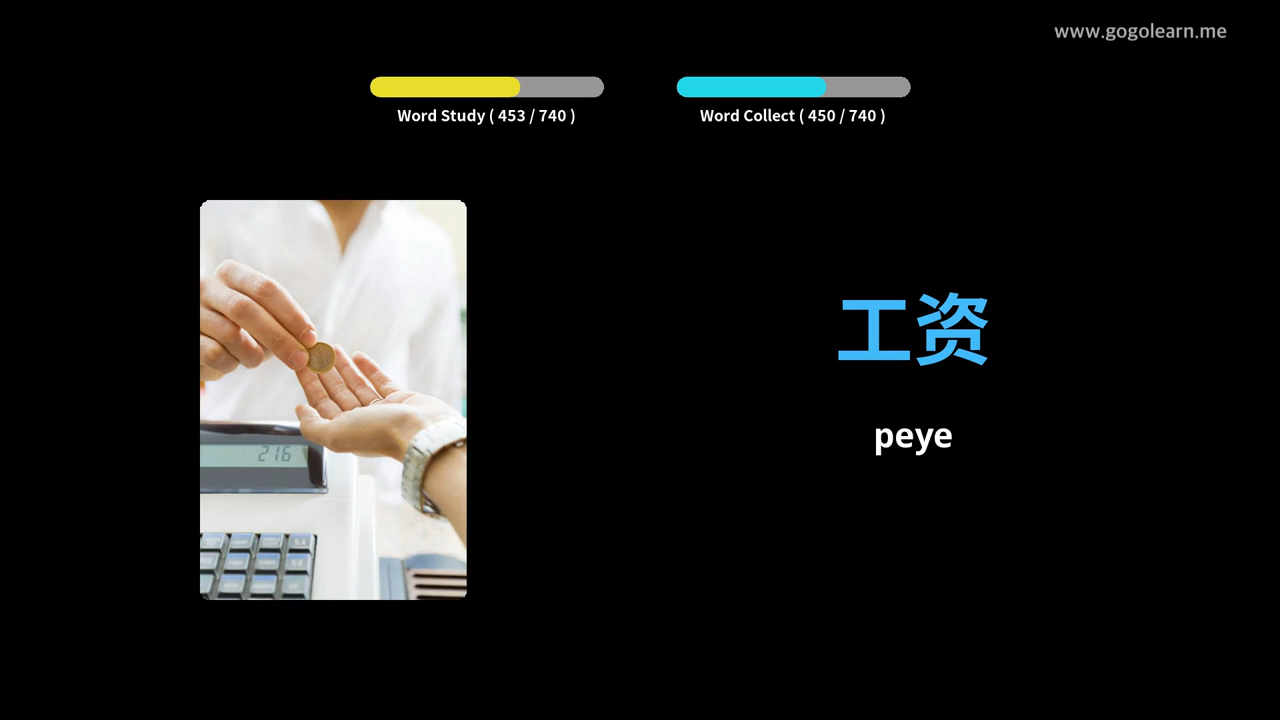 www.gogolearn.me
Word Study ( 453 / 740 )
Word Collect ( 450 / 740 )
工资
peye
216